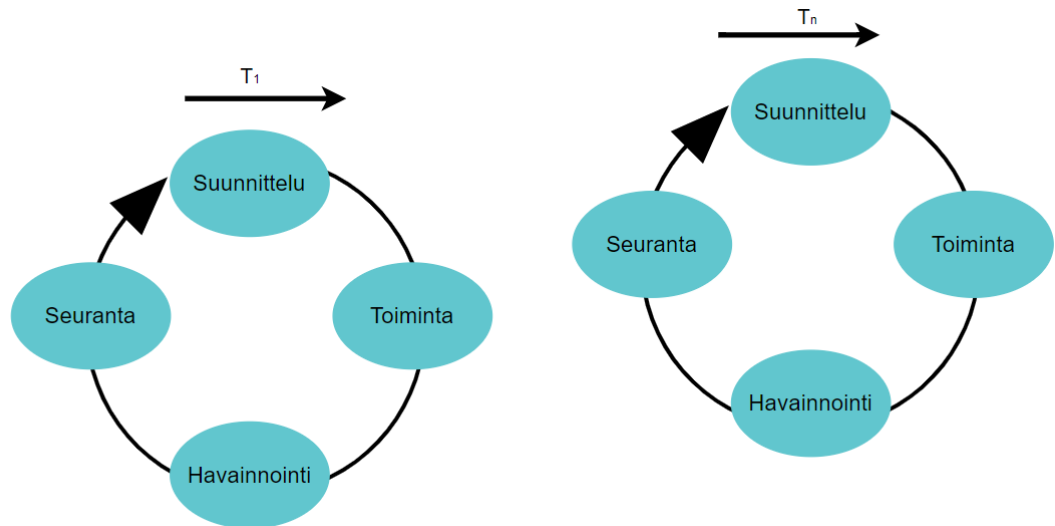 T₁
Suunnittelu
Seuranta
Toiminta
Havainnointi
Tₙ
Suunnittelu
Seuranta
Toiminta
Havainnointi